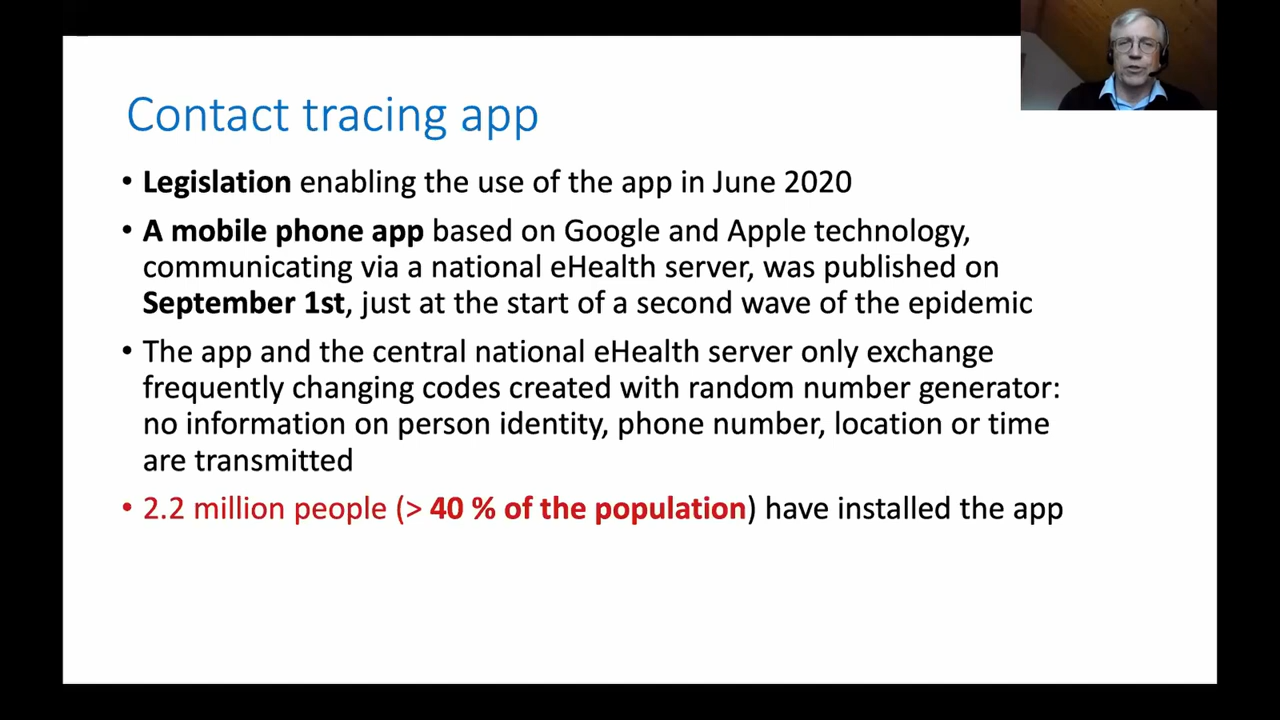 Contact tracing app
• Legislation enabling the use of the app in June 2020
• A mobile phone app based on Google and Apple technology,
communicating via a national eHealth server, was published on
September 1st, just at the start of a second wave of the epidemic
• The app and the central national eHealth server only exchange
frequently changing codes created with random number generator:
no information on person identity, phone number, location or time
are transmitted
• 2.2 million people (> 40 % of the population) have installed the app